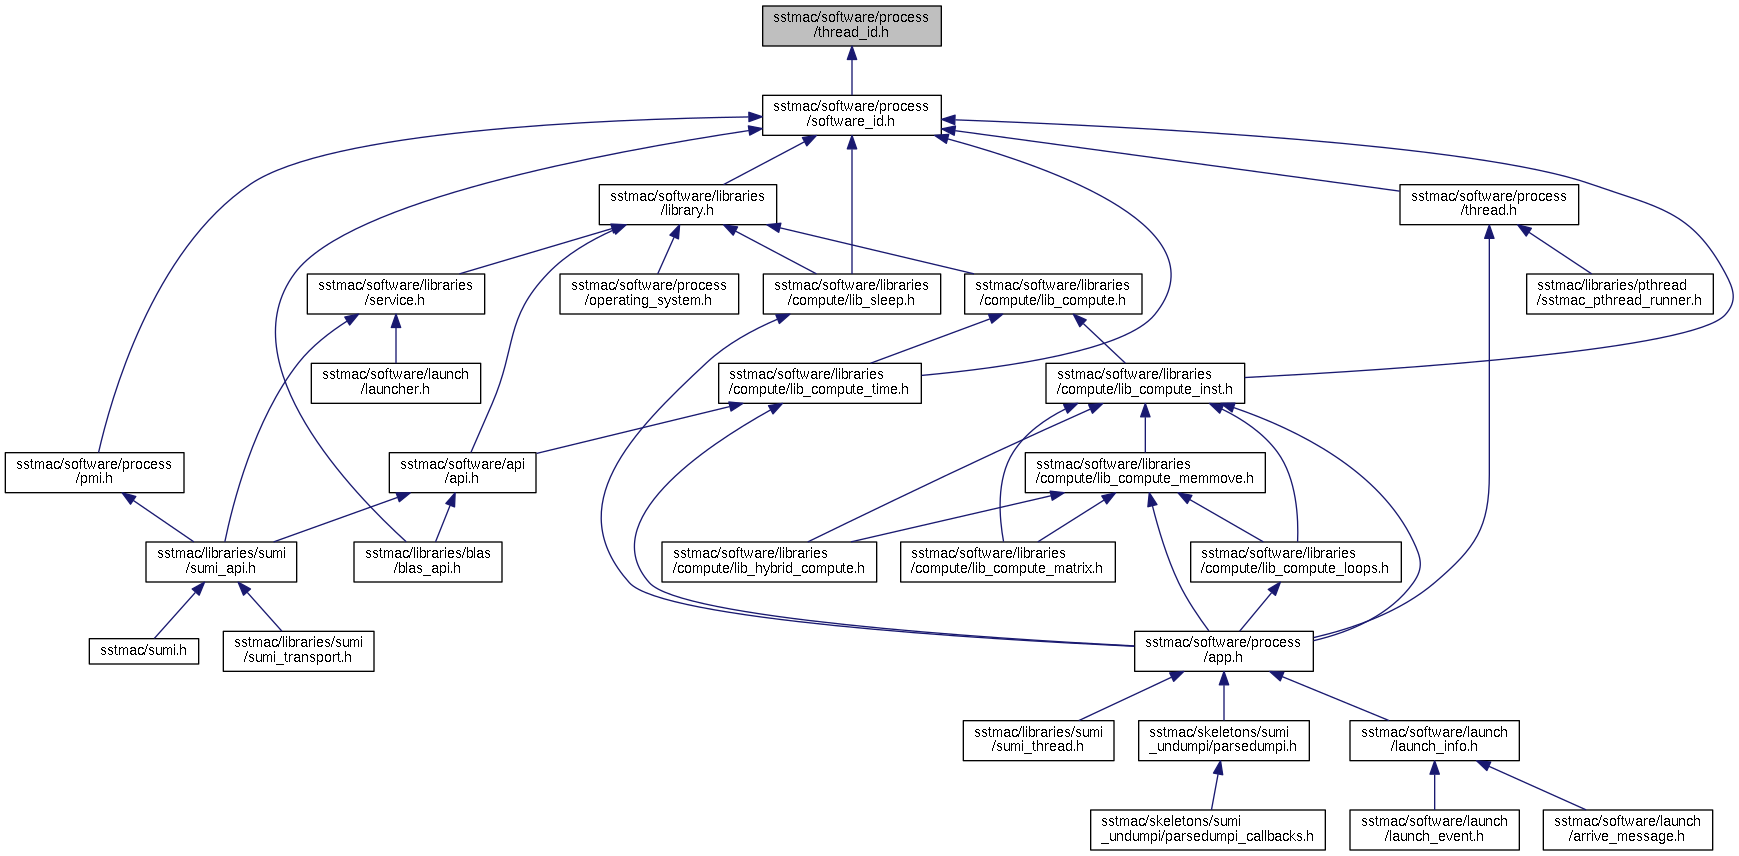 sstmac/software/process
/thread_id.h
sstmac/software/process
/software_id.h
sstmac/software/libraries
/library.h
sstmac/software/process
/thread.h
sstmac/software/libraries
/service.h
sstmac/software/process
/operating_system.h
sstmac/software/libraries
/compute/lib_sleep.h
sstmac/software/libraries
/compute/lib_compute.h
sstmac/libraries/pthread
/sstmac_pthread_runner.h
sstmac/software/launch
/launcher.h
sstmac/software/libraries
/compute/lib_compute_time.h
sstmac/software/libraries
/compute/lib_compute_inst.h
sstmac/software/process
/pmi.h
sstmac/software/api
/api.h
sstmac/software/libraries
/compute/lib_compute_memmove.h
sstmac/libraries/sumi
/sumi_api.h
sstmac/libraries/blas
/blas_api.h
sstmac/software/libraries
/compute/lib_hybrid_compute.h
sstmac/software/libraries
/compute/lib_compute_matrix.h
sstmac/software/libraries
/compute/lib_compute_loops.h
sstmac/sumi.h
sstmac/libraries/sumi
/sumi_transport.h
sstmac/software/process
/app.h
sstmac/libraries/sumi
/sumi_thread.h
sstmac/skeletons/sumi
_undumpi/parsedumpi.h
sstmac/software/launch
/launch_info.h
sstmac/skeletons/sumi
_undumpi/parsedumpi_callbacks.h
sstmac/software/launch
/launch_event.h
sstmac/software/launch
/arrive_message.h